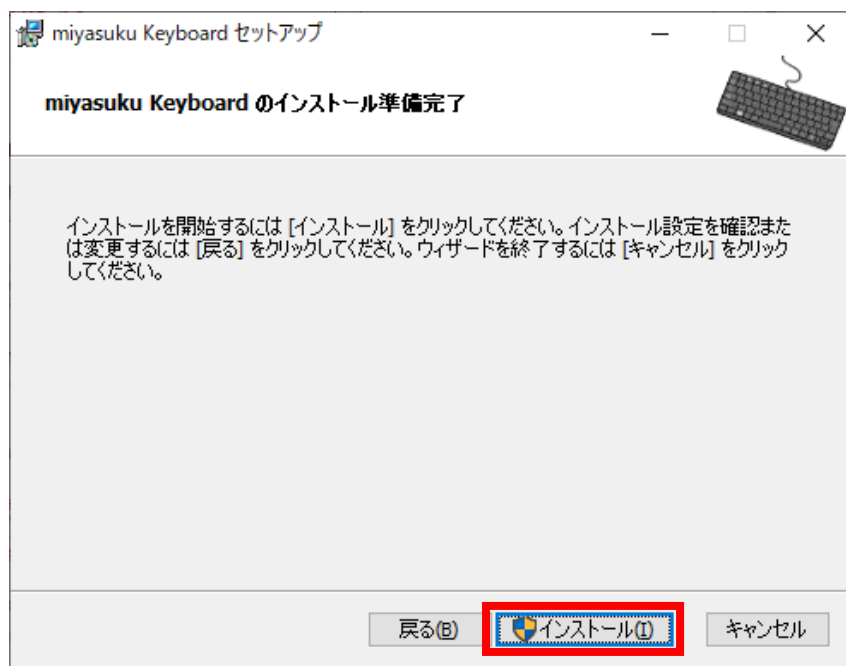 miyasuku Keyboard セットアップ
miyasuku Keyboard のインストール準備完了
インストールを開始するには [インストール] をクリックしてください。インストール設定を確認また
は変更するには [戻る] をクリックしてください。ウィザードを終了するには [キャンセル] をクリック
してください。
戻る(B) インストール(I) キャンセル